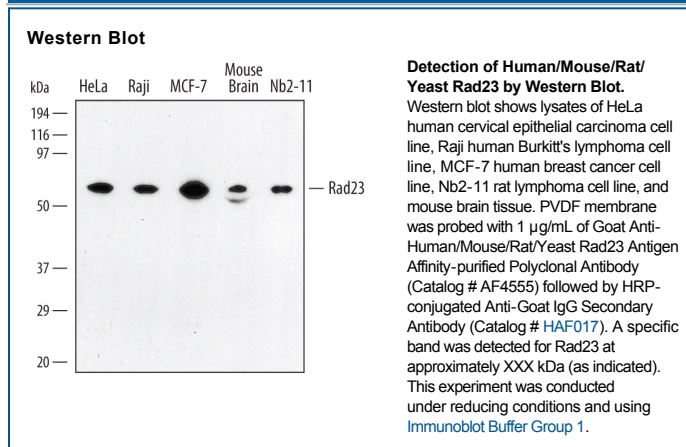 Western Blot
kDa HeLa Raji MCF-7 Mouse Brain Nb2-11
194
116
97
Rad23
50
37
29
20
Detection of Human/Mouse/Rat/
Yeast Rad23 by Western Blot.
Western blot shows lysates of HeLa
human cervical epithelial carcinoma cell
line, Raji human Burkitt's lymphoma cell
line, MCF-7 human breast cancer cell
line, Nb2-11 rat lymphoma cell line, and
mouse brain tissue. PVDF membrane
was probed with 1 µg/mL of Goat Anti-
Human/Mouse/Rat/Yeast Rad23 Antigen
Affinity-purified Polyclonal Antibody
(Catalog # AF4555) followed by HRP-
conjugated Anti-Goat IgG Secondary
Antibody (Catalog # HAF017). A specific
band was detected for Rad23 at
approximately XXX kDa (as indicated).
This experiment was conducted
under reducing conditions and using
Immunoblot Buffer Group 1.